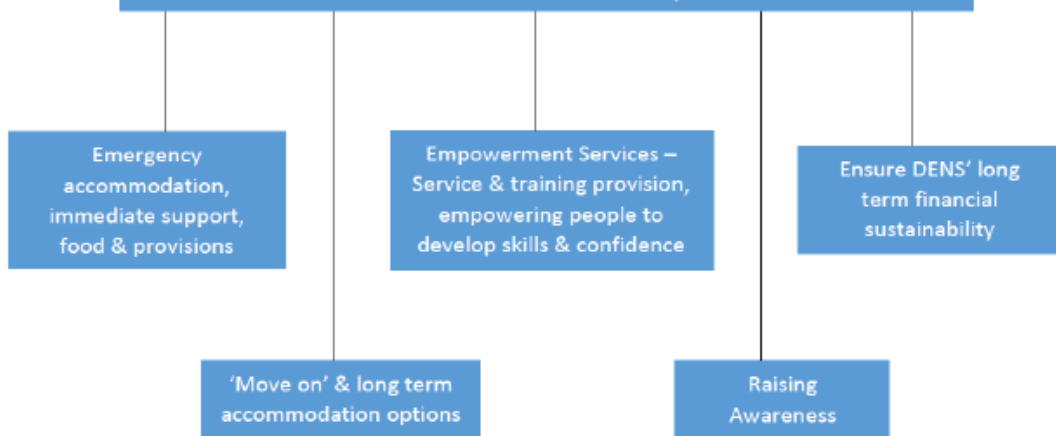 Emergency
accommodation,
immediate support,
food & provisions
Empowerment Services –
Service & training provision,
empowering people to
develop skills & confidence
Ensure DENS’ long
term financial
sustainability
‘Move on’ & long term
accommodation options
Raising
Awareness